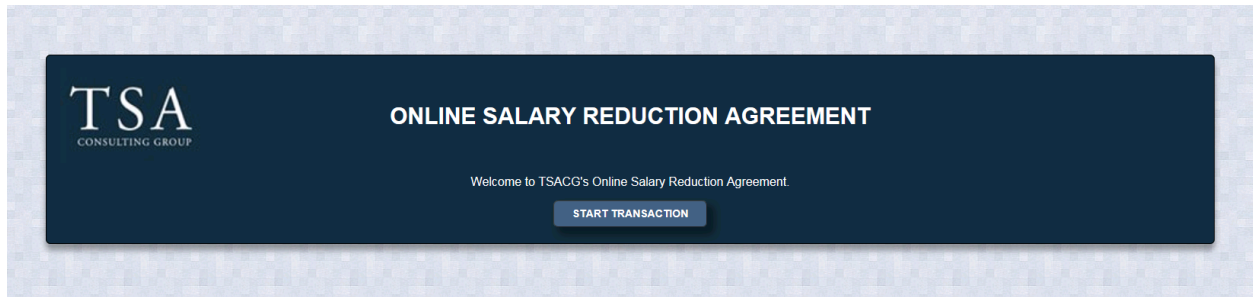 TSA
CONSULTING GROUP
ONLINE SALARY REDUCTION AGREEMENT
Welcome to TSACG's Online Salary Reduction Agreement.
START TRANSACTION